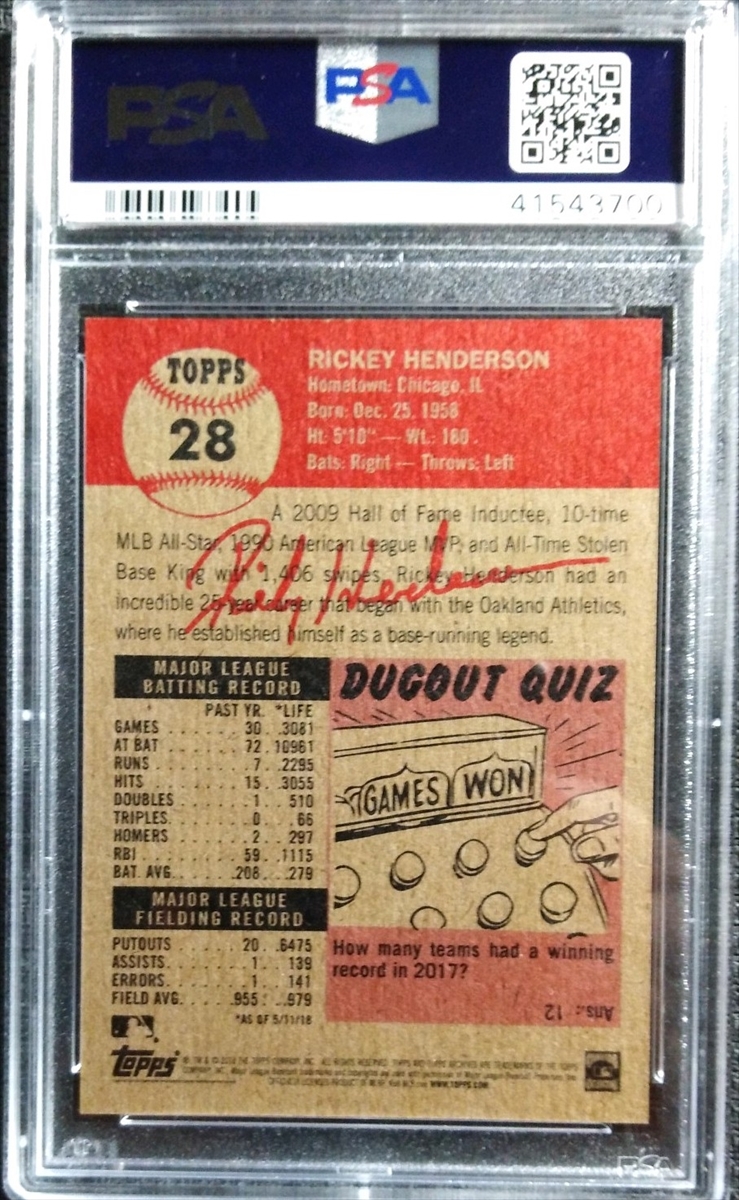 PSA
PSA
41543700
TOPPS
28
RICKEY HENDERSON
Hometown: Chicago, IL
Born: Dec. 25, 1958
Ht: 5'10" — Wt.: 180.
Bats: Right — Throws: Left
A 2009 Hall of Fame Inductee, 10-time
MLB All-Star, 1990 American League MVP, and All-Time Stolen
Base King with 1,406 swipes, Rickey Henderson had an
incredible 25-year career that began with the Oakland Athletics,
where he established himself as a base-running legend.
Rickey Henderson
MAJOR LEAGUE
BATTING RECORD
PAST YR. *LIFE
GAMES . . . . . . 30 . .3081
AT BAT . . . . . . 72 . 10961
RUNS . . . . . . 7 . .2295
HITS . . . . . . 15 . .3055
DOUBLES . . . . . . 1 . . 510
TRIPLES . . . . . . 0 . . 66
HOMERS . . . . . . 2 . . 297
RBI . . . . . . 59 . .1115
BAT. AVG. . . . . .208 . .279
MAJOR LEAGUE
FIELDING RECORD
PUTOUTS . . . . . . 20 . .6475
ASSISTS . . . . . . 1 . . 139
ERRORS . . . . . . 1 . . 141
FIELD AVG. . . . . .955 . .979
*AS OF 5/11/18
DUGOUT QUIZ
GAMES WON
How many teams had a winning
record in 2017?
Ans.: 12
topps
WWW.TOPPS.COM
PSA